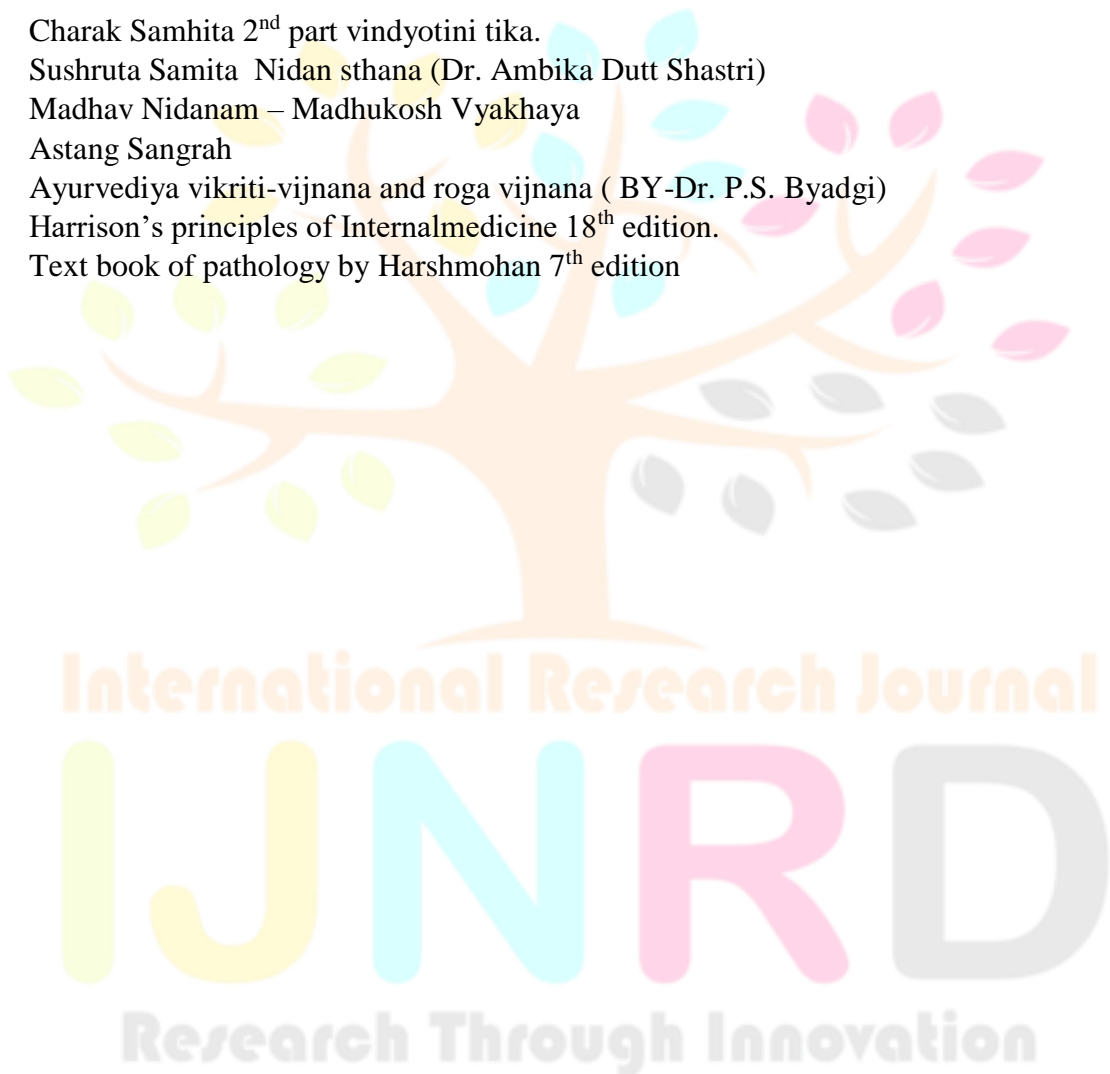 Charak Samhita 2nd part vindyotini tika.
Sushruta Samita Nidan sthana (Dr. Ambika Dutt Shastri)
Madhav Nidanam – Madhukosh Vyakhaya
Astang Sangrah
Ayurvediya vikriti-vijnana and roga vijnana ( BY-Dr. P.S. Byadgi)
Harrison’s principles of Internalmedicine 18th edition.
Text book of pathology by Harshmohan 7th edition
International Research Journal
IJNRD
Research Through Innovation